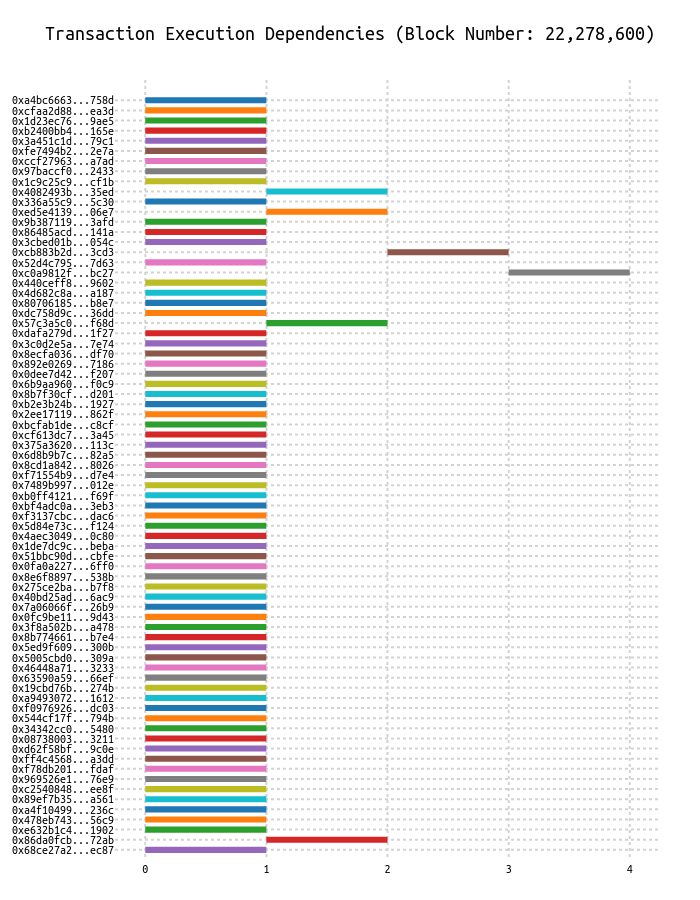 Transaction Execution Dependencies (Block Number: 22,278,600)
0xa4bc6663...758d
0xcfaa2d88...ea3d
0x1d23ec76...9ae5
0xb2400bb4...165e
0x3a451c1d...79c1
0xfe7494b2...2e7a
0xccf27963...a7ad
0x97baccf0...2433
0x1c9c25c9...cf1b
0x4082493b...35ed
0x336a55c9...5c30
0xed5e4139...06e7
0x9b387119...3afd
0x86485acd...141a
0x3cbed01b...054c
0xcb883b2d...3cd3
0x52d4c795...7d63
0xc0a9812f...bc27
0x440ceff8...9602
0x4d682c8a...a187
0x80706185...b8e7
0xdc758d9c...36dd
0x57c3a5c0...f68d
0xdafa279d...1f27
0x3c0d2e5a...7e74
0x8ecfa036...df70
0x892e0269...7186
0x0dee7d42...f207
0x6b9aa960...f0c9
0x8b7f30cf...d201
0xb2e3b24b...1927
0x2ee17119...862f
0xbcfab1de...c8cf
0xcf613dc7...3a45
0x375a3620...113c
0x6d8b9b7c...82a5
0x8cd1a842...8026
0xf71554b9...d7e4
0x7489b997...012e
0xb0ff4121...f69f
0xbf4adc0a...3eb3
0xf3137cbc...dac6
0x5d84e73c...f124
0x4aec3049...0c80
0x1de7dc9c...beba
0x51bbc90d...cbfe
0x0fa0a227...6ff0
0x8e6f8897...538b
0x275ce2ba...b7f8
0x40bd25ad...6ac9
0x7a06066f...26b9
0x0fc9be11...9d43
0x3f8a502b...a478
0x8b774661...b7e4
0x5ed9f609...300b
0x5005cbd0...309a
0x46448a71...3233
0x63590a59...66ef
0x19cbd76b...274b
0xa9493072...1612
0xf0976926...dc03
0x544cf17f...794b
0x34342cc0...5480
0x08738003...3211
0xd62f58bf...9c0e
0xff4c4568...a3dd
0xf78db201...fdaf
0x969526e1...76e9
0xc2540848...ee8f
0x89ef7b35...a561
0xa4f10499...236c
0x478eb743...56c9
0xe632b1c4...1902
0x86da0fcb...72ab
0x68ce27a2...ec87
0 1 2 3 4